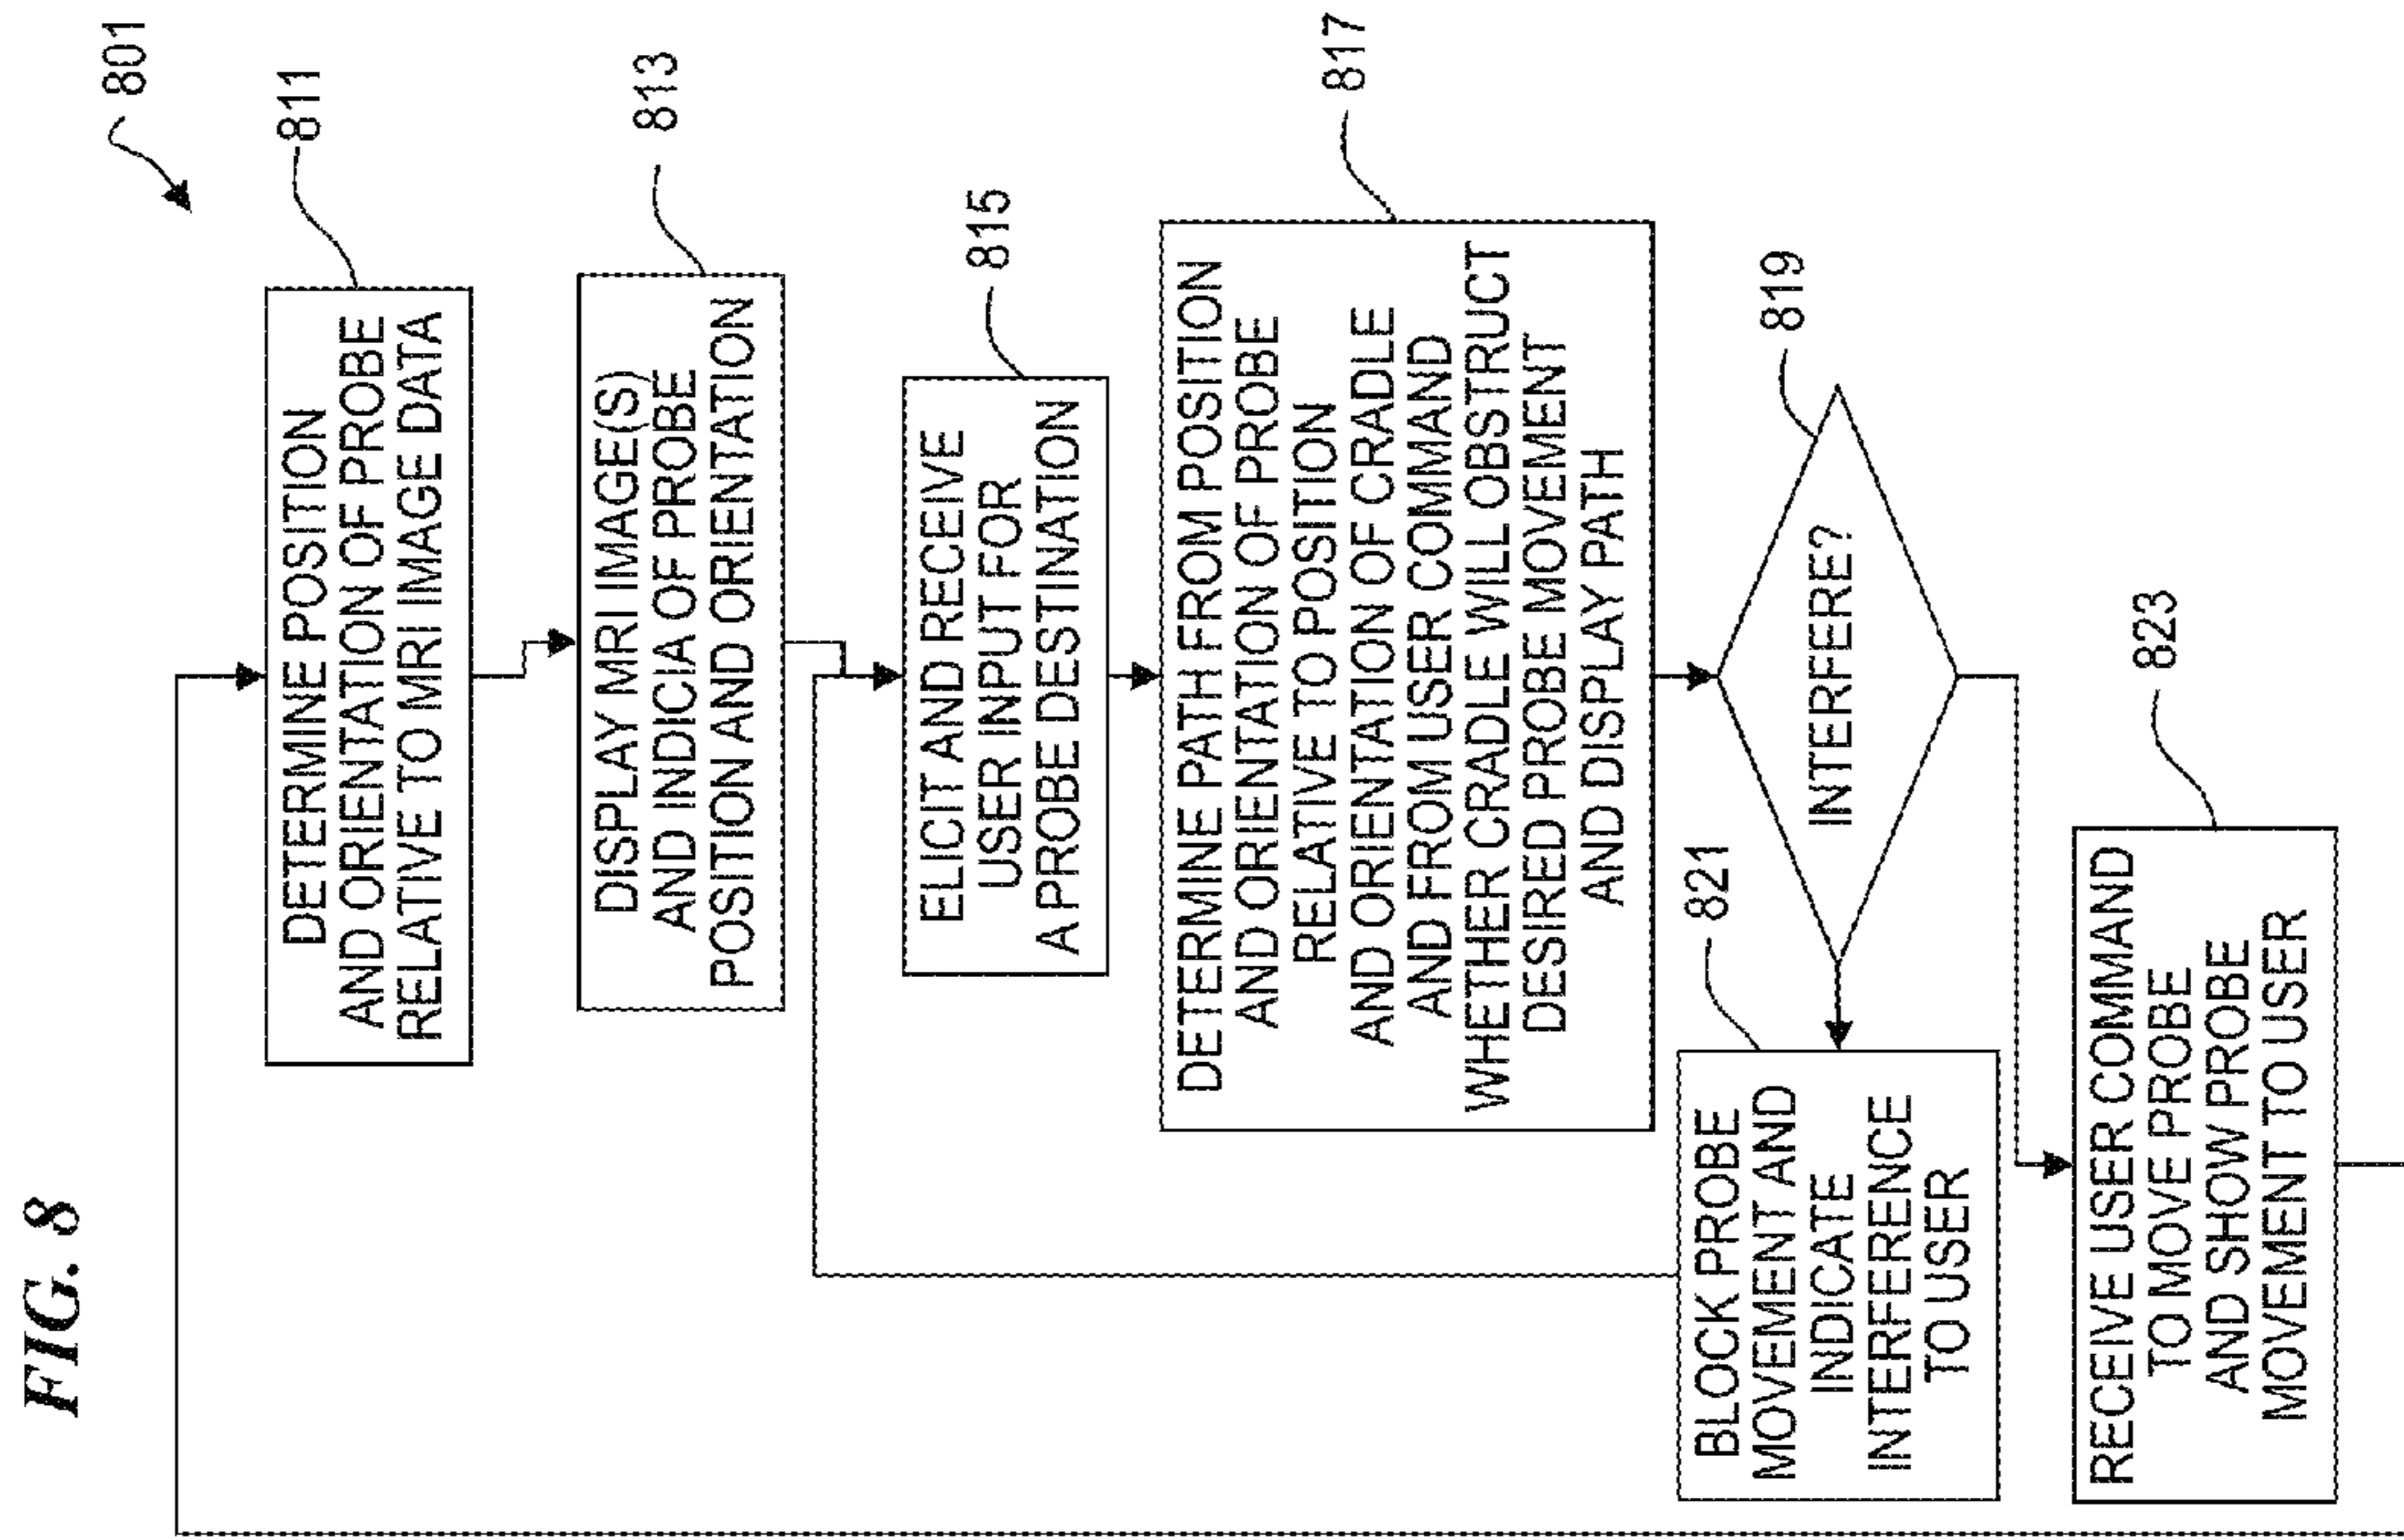 FIG. 8
801
811
DETERMINE POSITION
AND ORIENTATION OF PROBE
RELATIVE TO MRI IMAGE DATA
813
DISPLAY MRI IMAGE(S)
AND INDICIA OF PROBE
POSITION AND ORIENTATION
815
ELICIT AND RECEIVE
USER INPUT FOR
A PROBE DESTINATION
817
DETERMINE PATH FROM POSITION
AND ORIENTATION OF PROBE
RELATIVE TO POSITION
AND ORIENTATION OF CRADLE
AND FROM USER COMMAND
WHETHER CRADLE WILL OBSTRUCT
DESIRED PROBE MOVEMENT
AND DISPLAY PATH
819
INTERFERE?
821
BLOCK PROBE
MOVEMENT AND
INDICATE
INTERFERENCE
TO USER
823
RECEIVE USER COMMAND
TO MOVE PROBE
AND SHOW PROBE
MOVEMENT TO USER